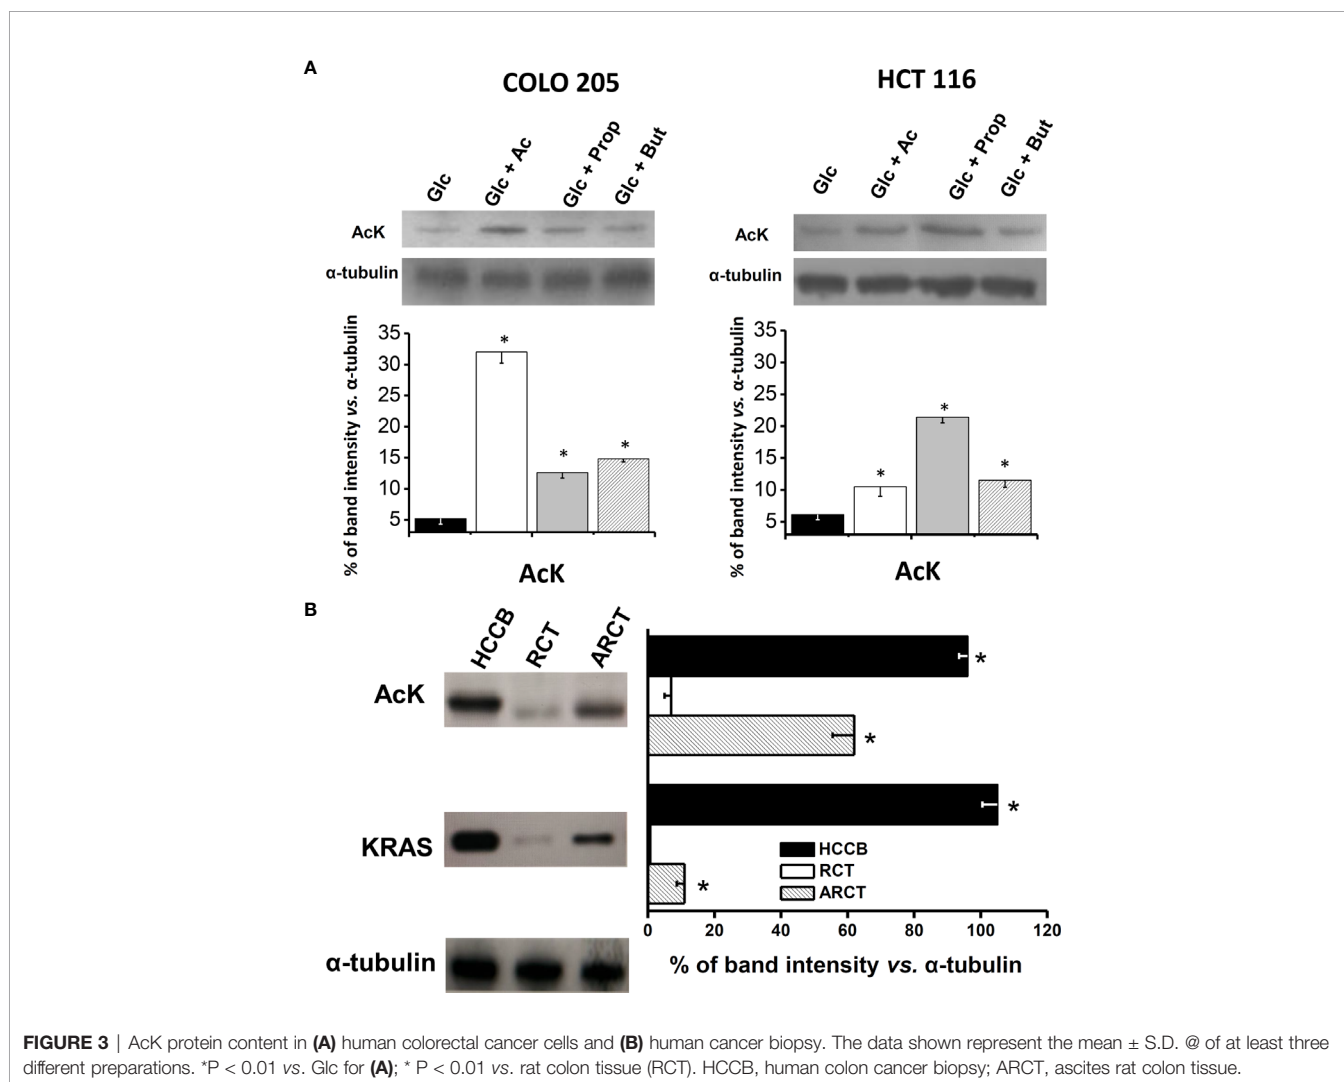 A
COLO 205
HCT 116
Glc
Glc + Ac
Glc + Prop
Glc + But
Glc
Glc + Ac
Glc + Prop
Glc + But
AcK
α-tubulin
AcK
α-tubulin
% of band intensity vs. α-tubulin
35
30
25
20
15
10
5
*
*
*
AcK
% of band intensity vs. α-tubulin
35
30
25
20
15
10
5
*
*
*
AcK
B
HCCB
RCT
ARCT
AcK
KRAS
α-tubulin
*
*
*
*
HCCB
RCT
ARCT
0 20 40 60 80 100 120
% of band intensity vs. α-tubulin
FIGURE 3 | AcK protein content in (A) human colorectal cancer cells and (B) human cancer biopsy. The data shown represent the mean ± S.D. @ of at least three
different preparations. *P < 0.01 vs. Glc for (A); * P < 0.01 vs. rat colon tissue (RCT). HCCB, human colon cancer biopsy; ARCT, ascites rat colon tissue.